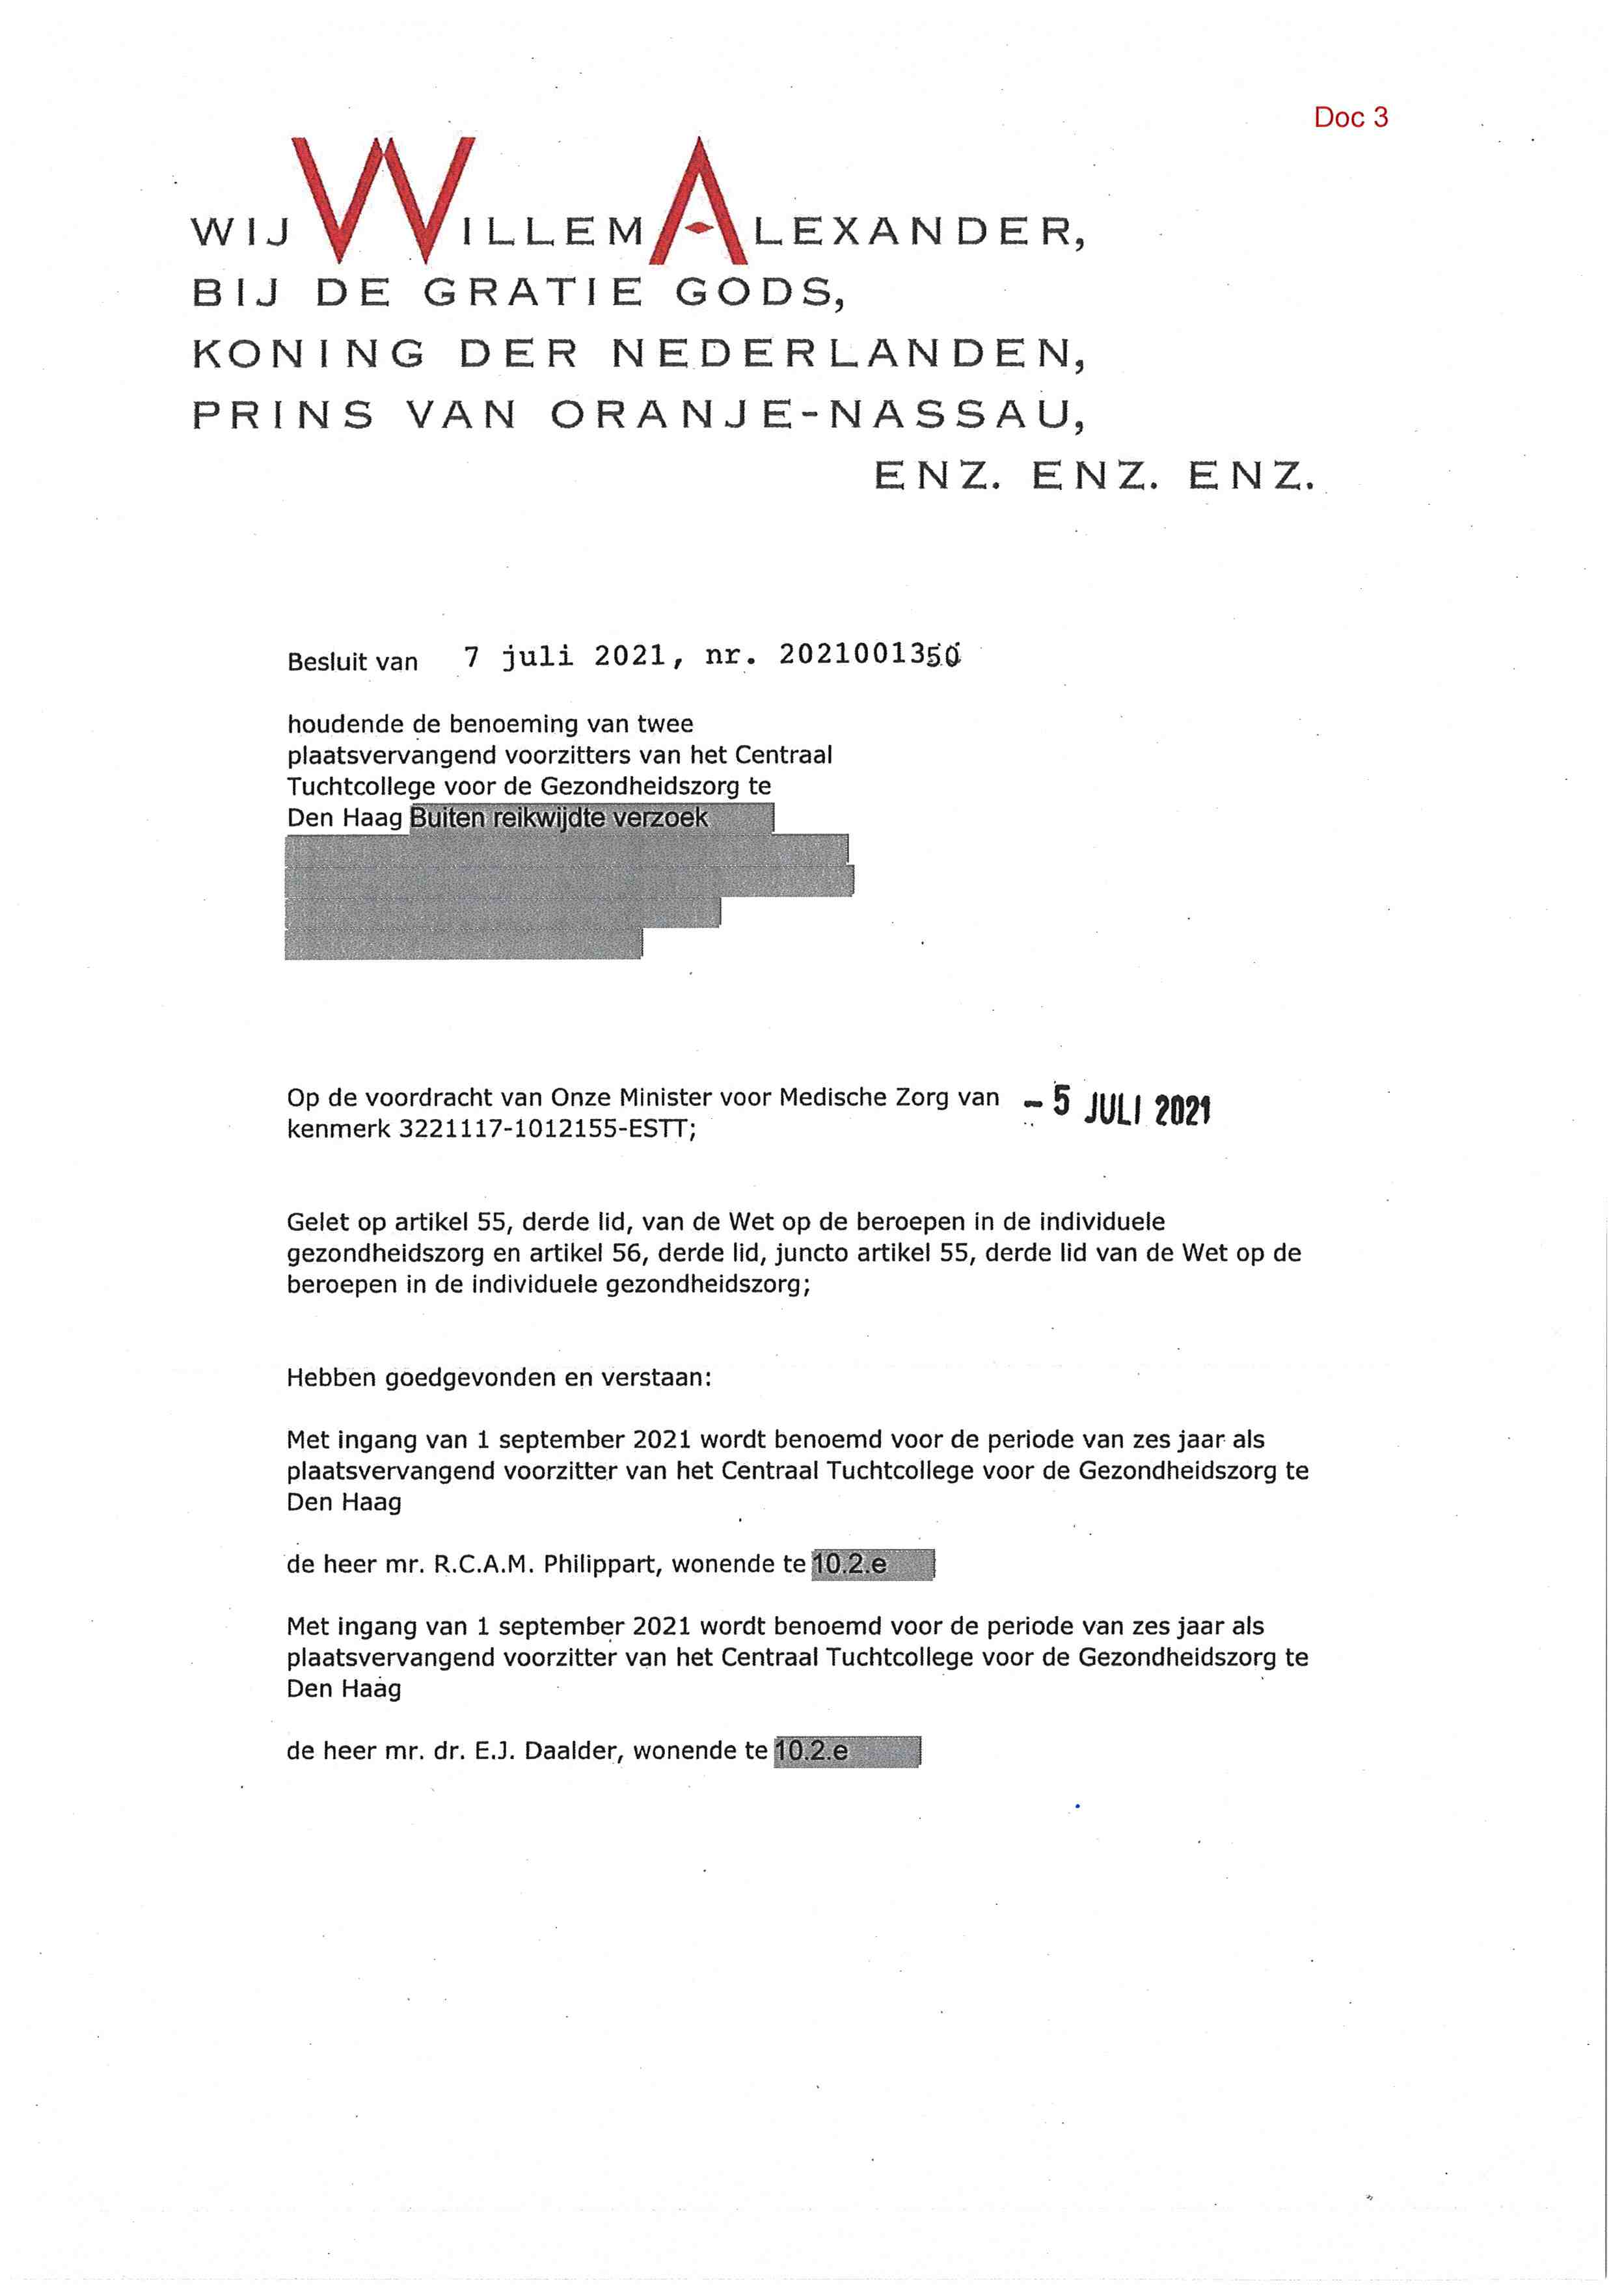 Doc 3
WIJ WILLEM ALEXANDER,
BIJ DE GRATIE GODS,
KONING DER NEDERLANDEN,
PRINS VAN ORANJE-NASSAU,
ENZ. ENZ. ENZ.
Besluit van 7 juli 2021, nr. 2021001350
houdende de benoeming van twee
plaatsvervangend voorzitters van het Centraal
Tuchtcollege voor de Gezondheidszorg te
Den Haag Buiten reikwijdte verzoek
Op de voordracht van Onze Minister voor Medische Zorg van - 5 JULI 2021
kenmerk 3221117-1012155-ESTT;
Gelet op artikel 55, derde lid, van de Wet op de beroepen in de individuele
gezondheidszorg en artikel 56, derde lid, juncto artikel 55, derde lid van de Wet op de
beroepen in de individuele gezondheidszorg;
Hebben goedgevonden en verstaan:
Met ingang van 1 september 2021 wordt benoemd voor de periode van zes jaar als
plaatsvervangend voorzitter van het Centraal Tuchtcollege voor de Gezondheidszorg te
Den Haag
de heer mr. R.C.A.M. Philippart, wonende te 10.2.e
Met ingang van 1 september 2021 wordt benoemd voor de periode van zes jaar als
plaatsvervangend voorzitter van het Centraal Tuchtcollege voor de Gezondheidszorg te
Den Haag
de heer mr. dr. E.J. Daalder, wonende te 10.2.e